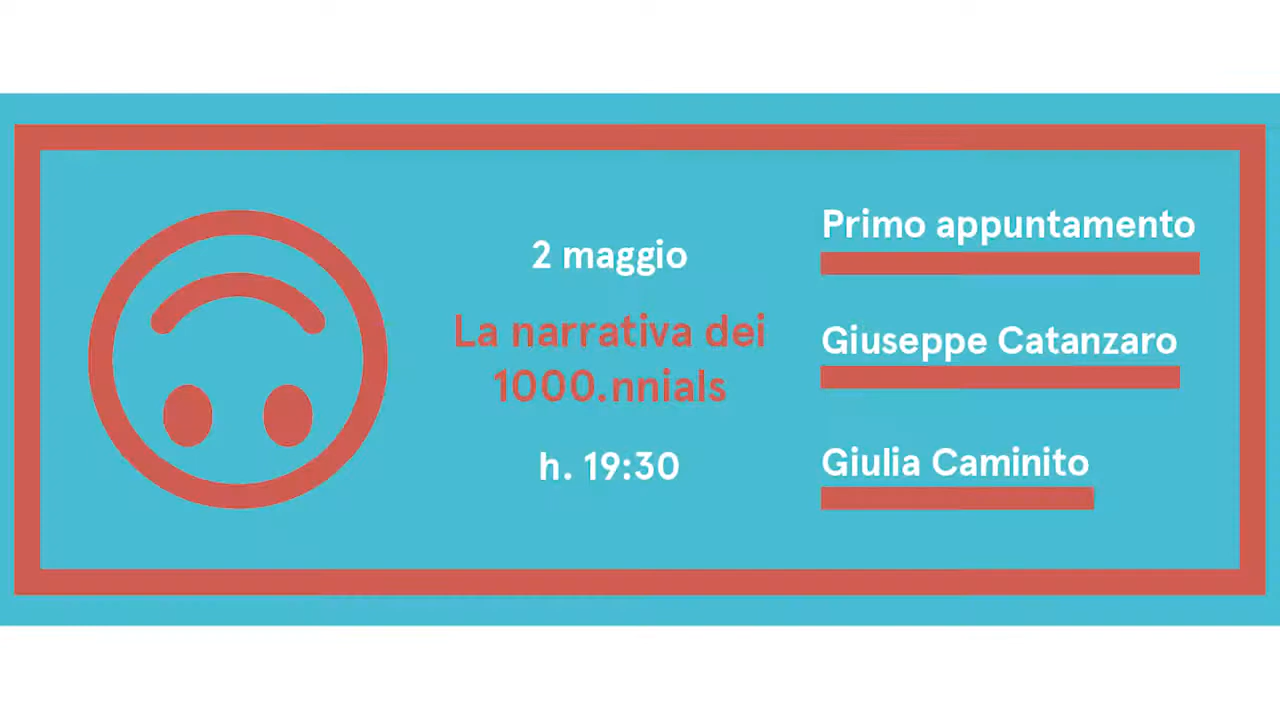 2 maggio
La narrativa dei
1000.nnials
h. 19:30
Primo appuntamento
Giuseppe Catanzaro
Giulia Caminito